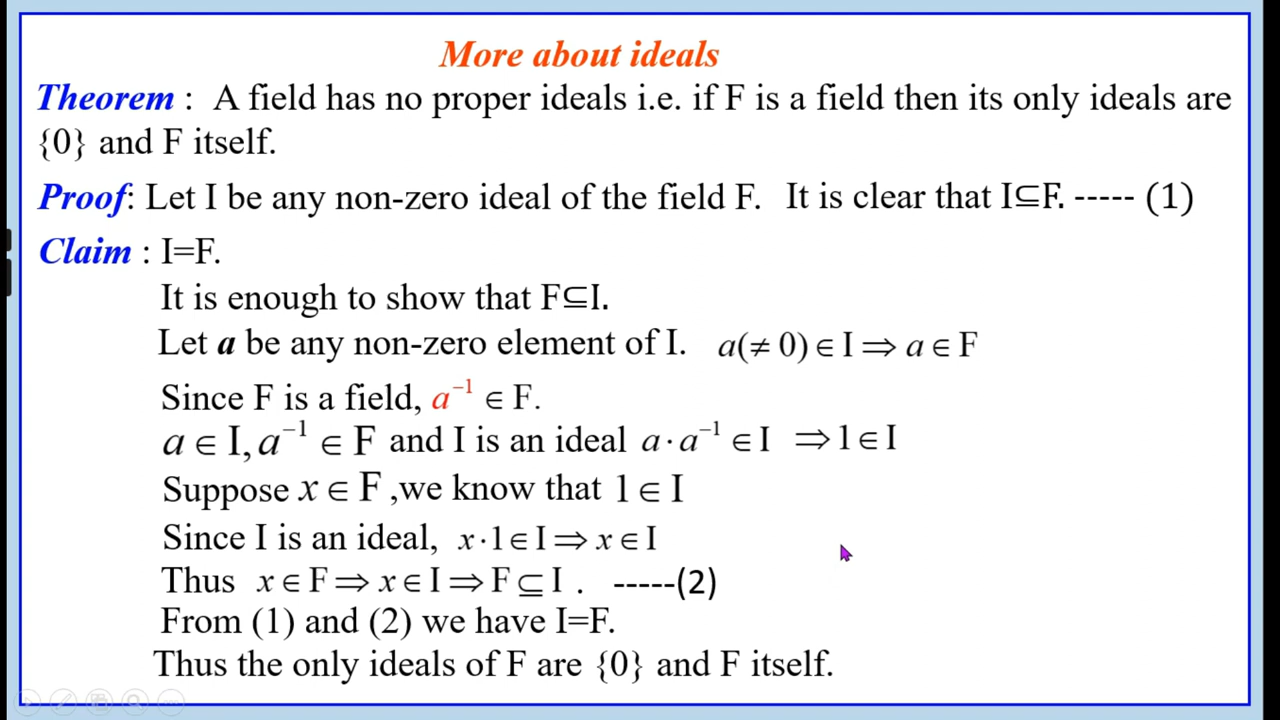 More about ideals
Theorem : A field has no proper ideals i.e. if F is a field then its only ideals are
{0} and F itself.
Proof: Let I be any non-zero ideal of the field F. It is clear that I⊆F. ----- (1)
Claim : I=F.
It is enough to show that F⊆I.
Let a be any non-zero element of I. a(≠ 0) ∈ I ⇒ a ∈ F
Since F is a field, a⁻¹ ∈ F.
a ∈ I, a⁻¹ ∈ F and I is an ideal a · a⁻¹ ∈ I ⇒ 1 ∈ I
Suppose x ∈ F ,we know that 1 ∈ I
Since I is an ideal, x · 1 ∈ I ⇒ x ∈ I
Thus x ∈ F ⇒ x ∈ I ⇒ F ⊆ I . -----(2)
From (1) and (2) we have I=F.
Thus the only ideals of F are {0} and F itself.